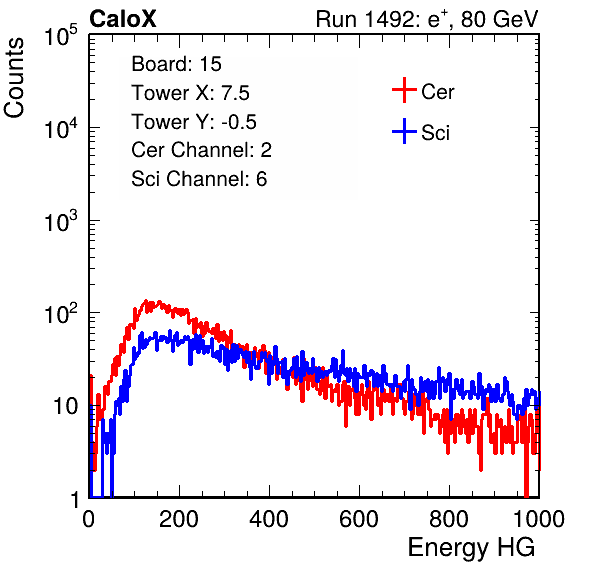 CaloX Run 1492: e⁺, 80 GeV
Counts
Board: 15
Tower X: 7.5
Tower Y: -0.5
Cer Channel: 2
Sci Channel: 6
Cer
Sci
10⁵
10⁴
10³
10²
10
1
0 200 400 600 800 1000
Energy HG